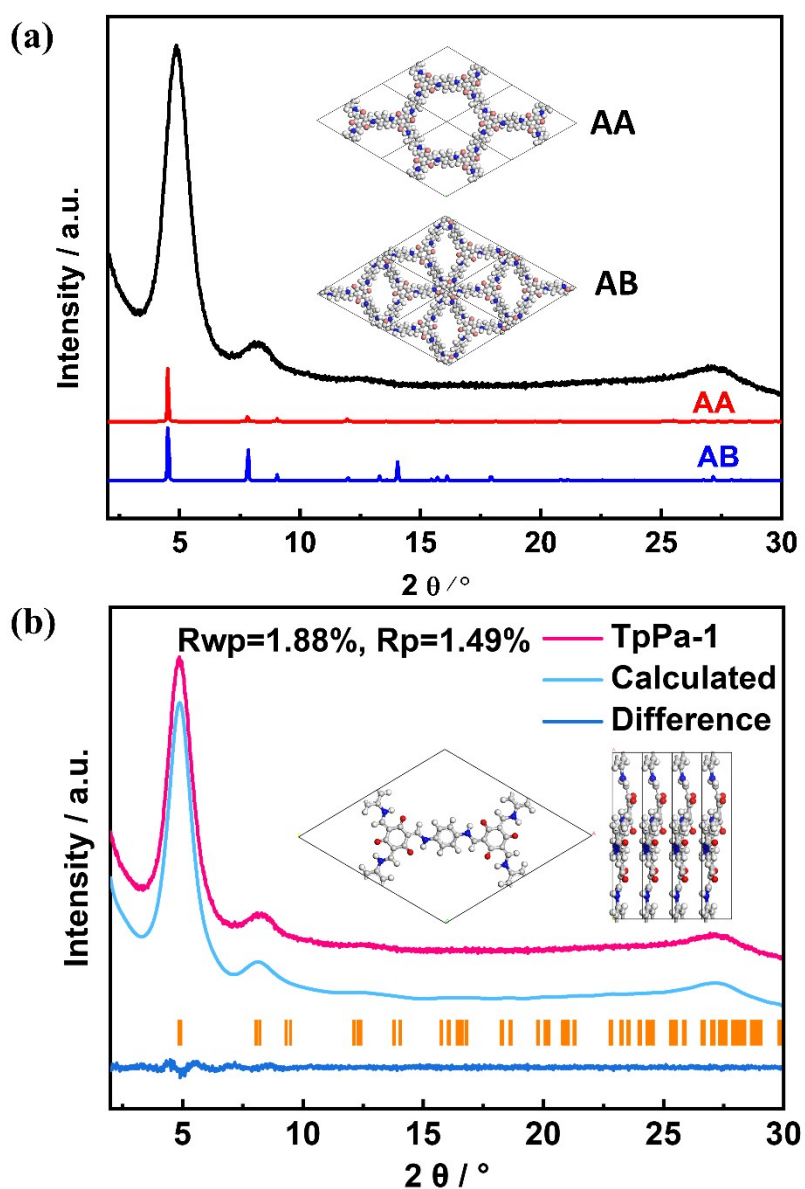 (a)
AA
AB
Intensity / a.u.
AA
AB
5 10 15 20 25 30
2 θ / °
(b)
Rwp=1.88%, Rp=1.49%
TpPa-1
Calculated
Difference
Intensity / a.u.
5 10 15 20 25 30
2 θ / °